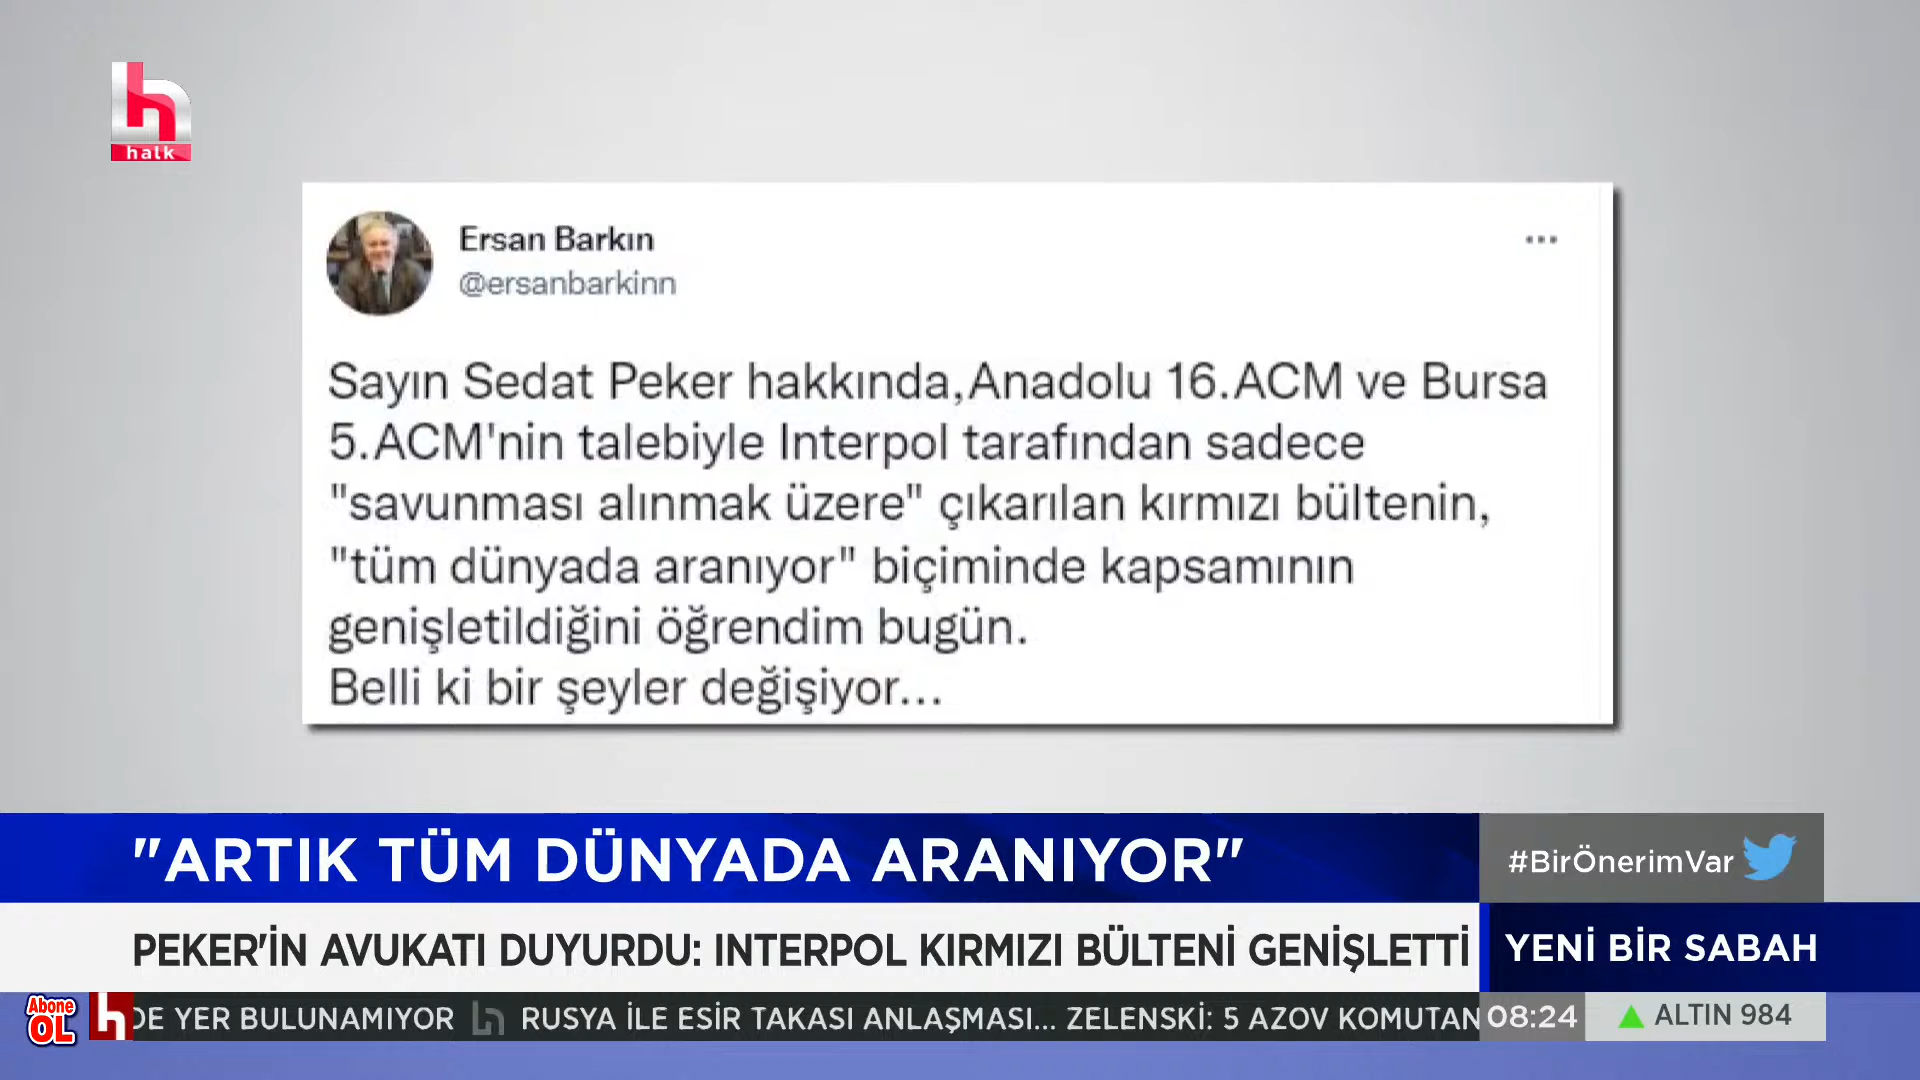 halk
Ersan Barkın
@ersanbarkinn
Sayın Sedat Peker hakkında,Anadolu 16.ACM ve Bursa
5.ACM'nin talebiyle Interpol tarafından sadece
"savunması alınmak üzere" çıkarılan kırmızı bültenin,
"tüm dünyada aranıyor" biçiminde kapsamının
genişletildiğini öğrendim bugün.
Belli ki bir şeyler değişiyor...
"ARTIK TÜM DÜNYADA ARANIYOR"
#BirÖnerimVar
PEKER'İN AVUKATI DUYURDU: INTERPOL KIRMIZI BÜLTENİ GENİŞLETTİ
YENİ BİR SABAH
Abone
OL
DE YER BULUNAMIYOR RUSYA İLE ESİR TAKASI ANLAŞMASI... ZELENSKİ: 5 AZOV KOMUTAN
08:24
ALTIN 984